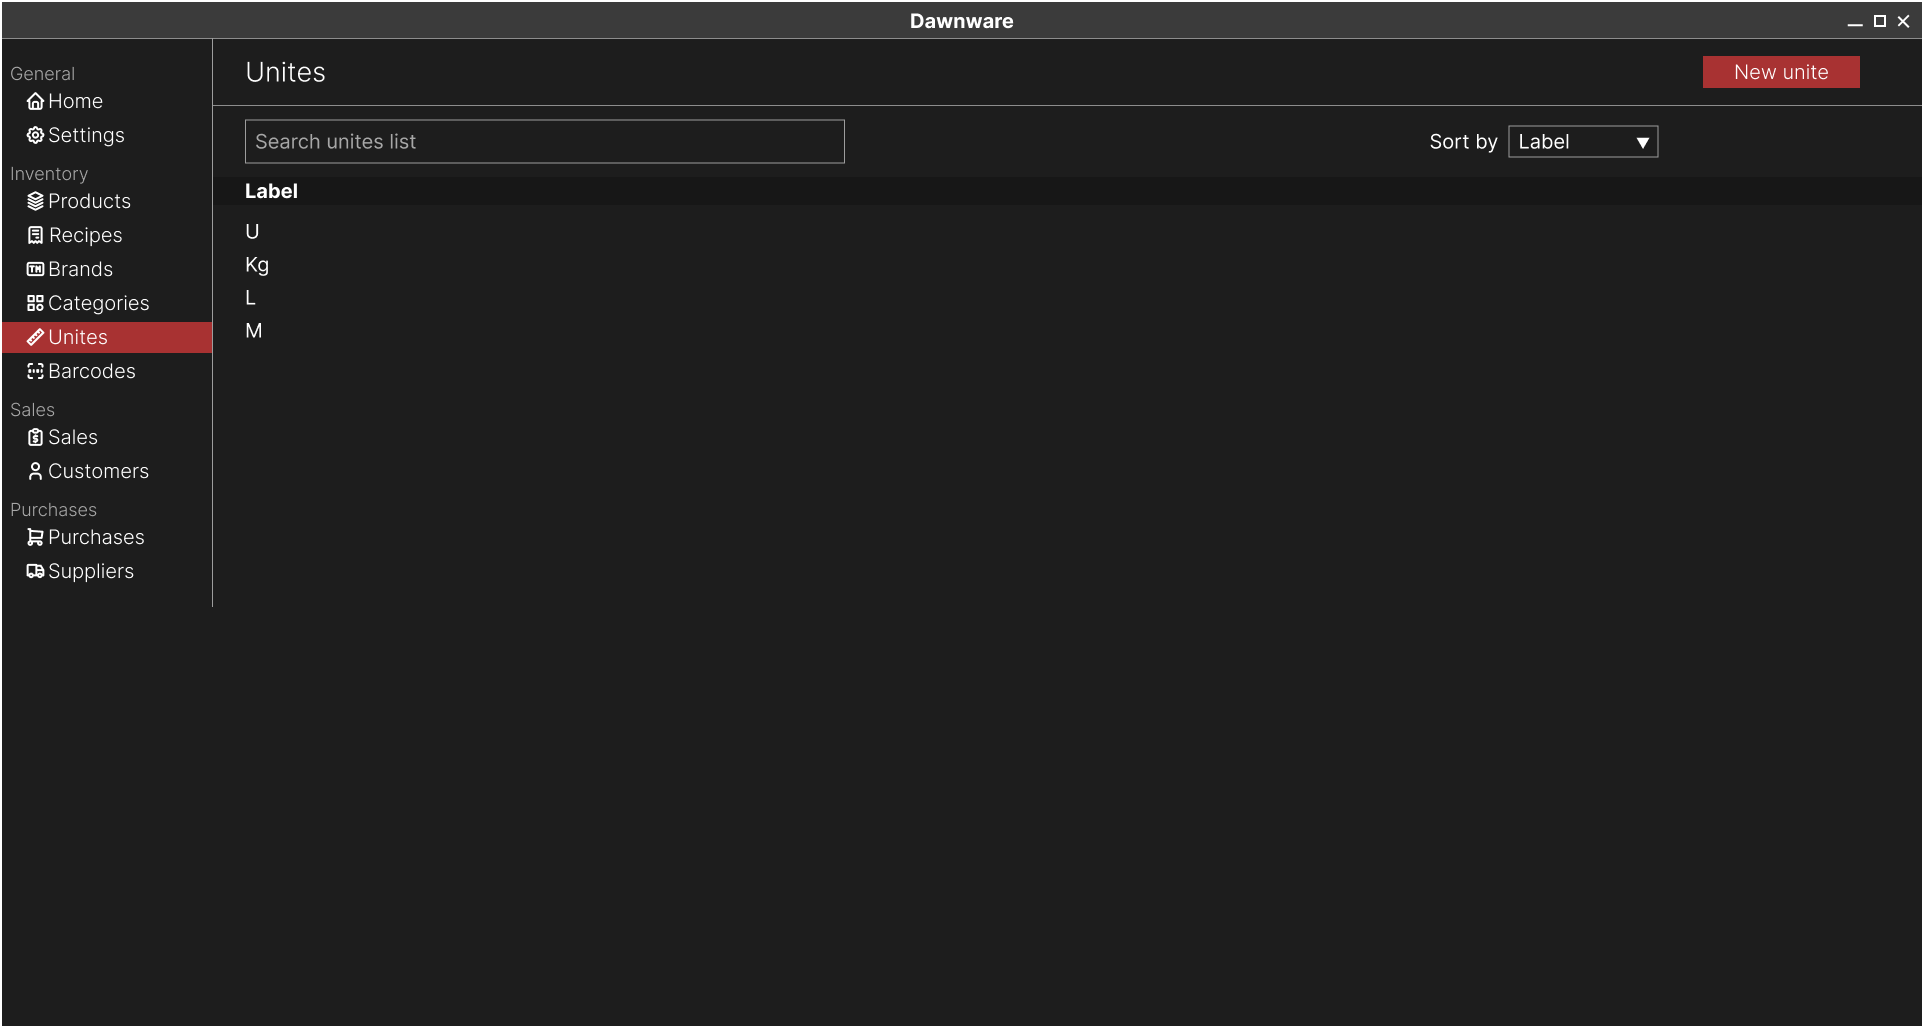 Dawnware
General
Home
Settings
Inventory
Products
Recipes
TM Brands
Categories
Unites
Barcodes
Sales
Sales
Customers
Purchases
Purchases
Suppliers
Unites
New unite
Search unites list
Sort by Label
Label
U
Kg
L
M